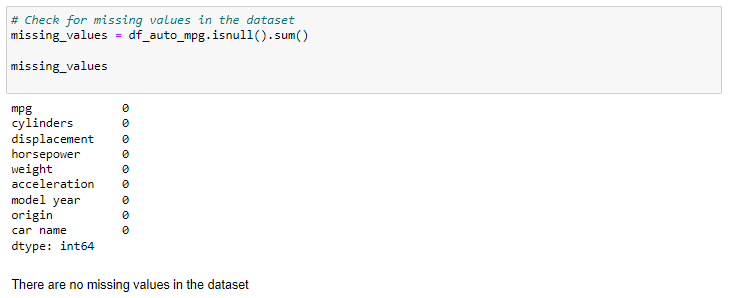 # Check for missing values in the dataset
missing_values = df_auto_mpg.isnull().sum()
missing_values
mpg 0
cylinders 0
displacement 0
horsepower 0
weight 0
acceleration 0
model year 0
origin 0
car name 0
dtype: int64
There are no missing values in the dataset